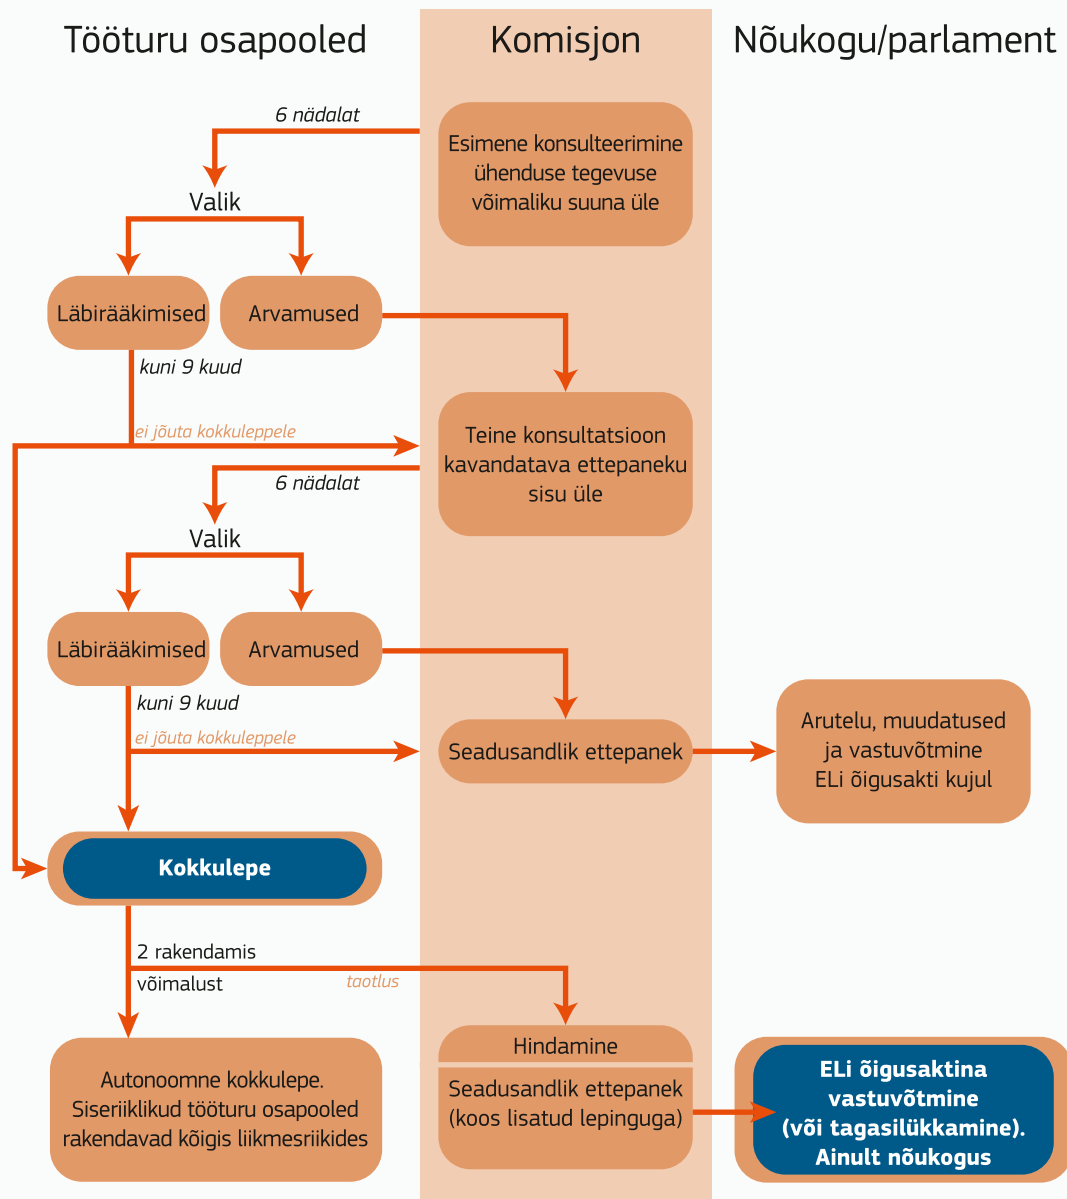 Tööturu osapooled
Komisjon
Nõukogu/parlament
6 nädalat
Esimene konsulteerimine
ühenduse tegevuse
võimaliku suuna üle
Valik
Läbirääkimised
Arvamused
kuni 9 kuud
ei jõuta kokkuleppele
Teine konsultatsioon
kavandatava ettepaneku
sisu üle
6 nädalat
Valik
Läbirääkimised
Arvamused
kuni 9 kuud
ei jõuta kokkuleppele
Seadusandlik ettepanek
Arutelu, muudatused
ja vastuvõtmine
ELi õigusakti kujul
Kokkulepe
2 rakendamis
võimalust
taotlus
Autonoomne kokkulepe.
Siseriiklikud tööturu osapooled
rakendavad kõigis liikmesriikides
Hindamine
Seadusandlik ettepanek
(koos lisatud lepinguga)
ELi õigusaktina
vastuvõtmine
(või tagasilükkamine).
Ainult nõukogus